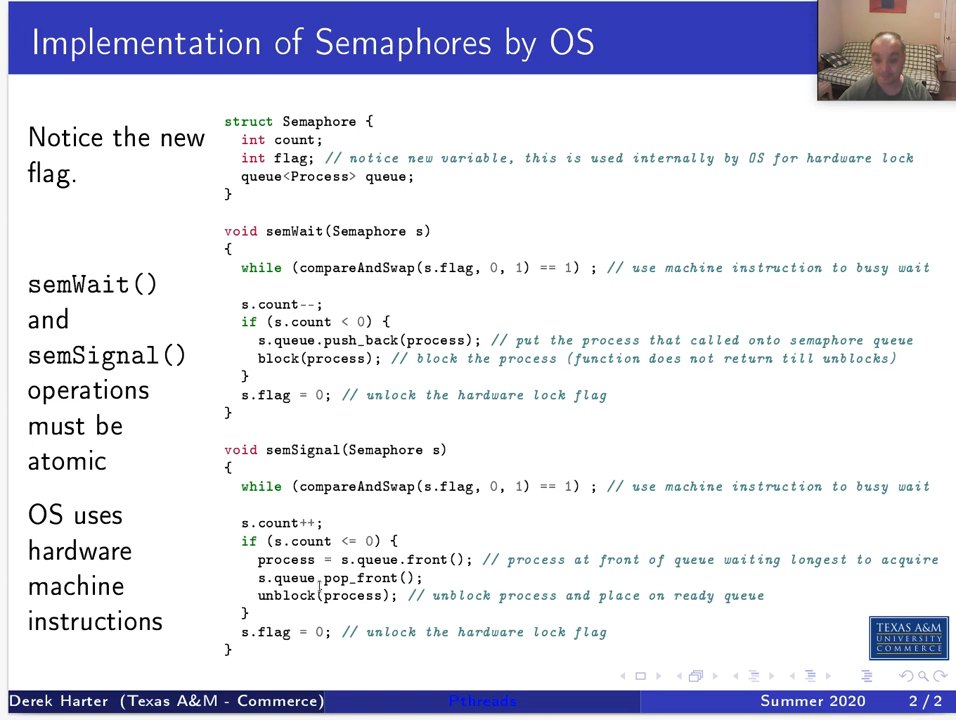 Implementation of Semaphores by OS
Notice the new
flag.
semWait()
and
semSignal()
operations
must be
atomic
OS uses
hardware
machine
instructions
struct Semaphore {
int count;
int flag; // notice new variable, this is used internally by OS for hardware lock
queue<Process> queue;
}
void semWait(Semaphore s)
{
while (compareAndSwap(s.flag, 0, 1) == 1) ; // use machine instruction to busy wait
s.count--;
if (s.count < 0) {
s.queue.push_back(process); // put the process that called onto semaphore queue
block(process); // block the process (function does not return till unblocks)
}
s.flag = 0; // unlock the hardware lock flag
}
void semSignal(Semaphore s)
{
while (compareAndSwap(s.flag, 0, 1) == 1) ; // use machine instruction to busy wait
s.count++;
if (s.count <= 0) {
process = s.queue.front(); // process at front of queue waiting longest to acquire
s.queue.pop_front();
unblock(process); // unblock process and place on ready queue
}
s.flag = 0; // unlock the hardware lock flag
}
TEXAS A&M
UNIVERSITY
COMMERCE
Derek Harter (Texas A&M - Commerce)
Pthreads
Summer 2020
2 / 2